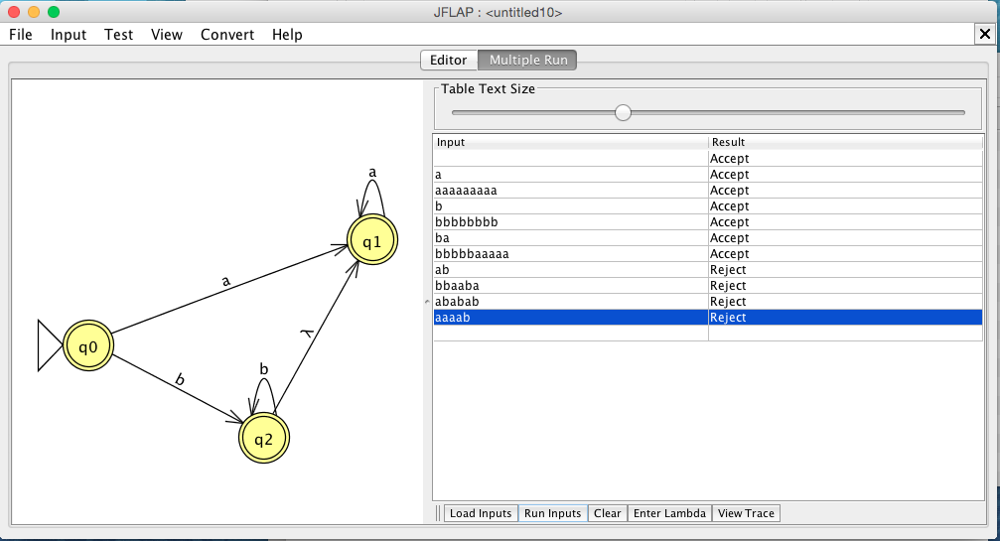 JFLAP : <untitled10>
File Input Test View Convert Help
Editor Multiple Run
Table Text Size
Input Result
Accept
a Accept
aaaaaaaaa Accept
b Accept
bbbbbbbb Accept
ba Accept
bbbbbaaaaa Accept
ab Reject
bbaaba Reject
ababab Reject
aaaab Reject
a
q1
a
λ
q0
b
b
q2
Load Inputs Run Inputs Clear Enter Lambda View Trace